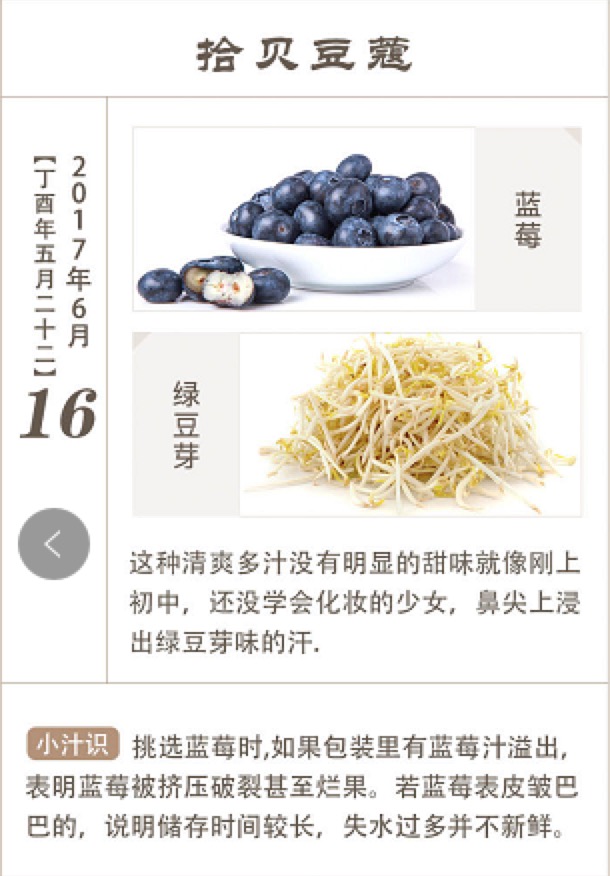 拾贝豆蔻
2017年6月
【丁酉年五月二十二】
16
蓝莓
绿豆芽
这种清爽多汁没有明显的甜味就像刚上
初中，还没学会化妆的少女，鼻尖上浸
出绿豆芽味的汗.
小汁识 挑选蓝莓时,如果包装里有蓝莓汁溢出，
表明蓝莓被挤压破裂甚至烂果。若蓝莓表皮皱巴
巴的，说明储存时间较长，失水过多并不新鲜。